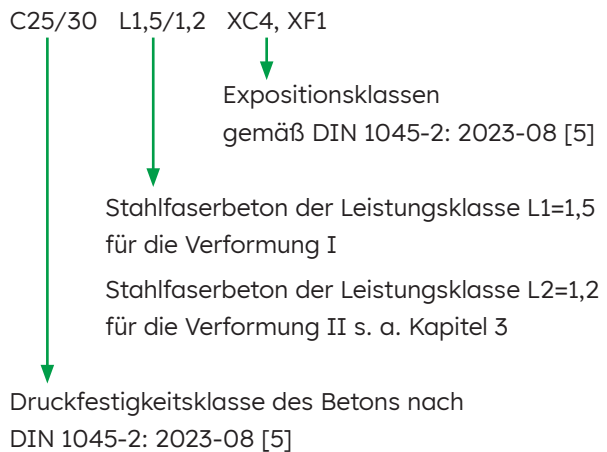 C25/30 L1,5/1,2 XC4, XF1
Expositionsklassen
gemäß DIN 1045-2: 2023-08 [5]
Stahlfaserbeton der Leistungsklasse L1=1,5
für die Verformung I
Stahlfaserbeton der Leistungsklasse L2=1,2
für die Verformung II s. a. Kapitel 3
Druckfestigkeitsklasse des Betons nach
DIN 1045-2: 2023-08 [5]